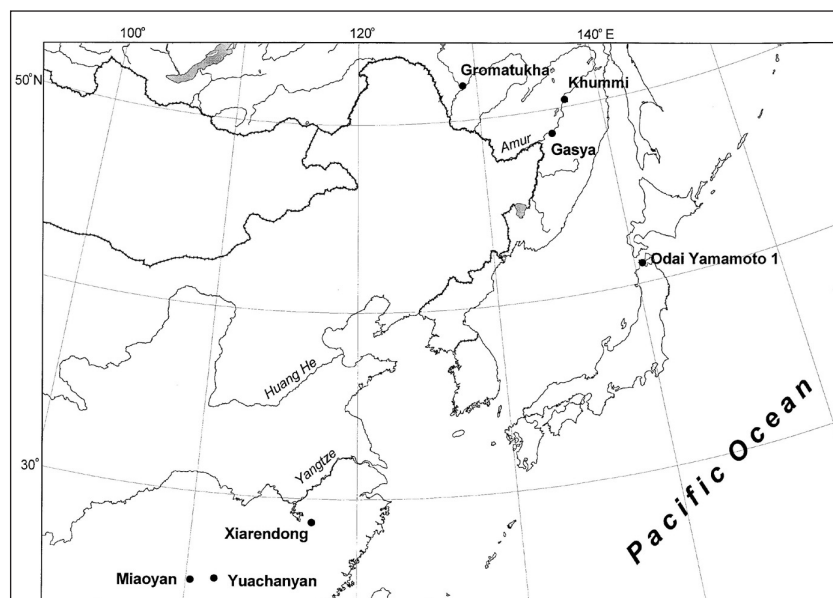 100°
120°
140° E
50°N
Gromatukha
Khummi
Amur
Gasya
Odai Yamamoto 1
Huang He
30°
Yangtze
Pacific Ocean
Xiarendong
Miaoyan
Yuachanyan